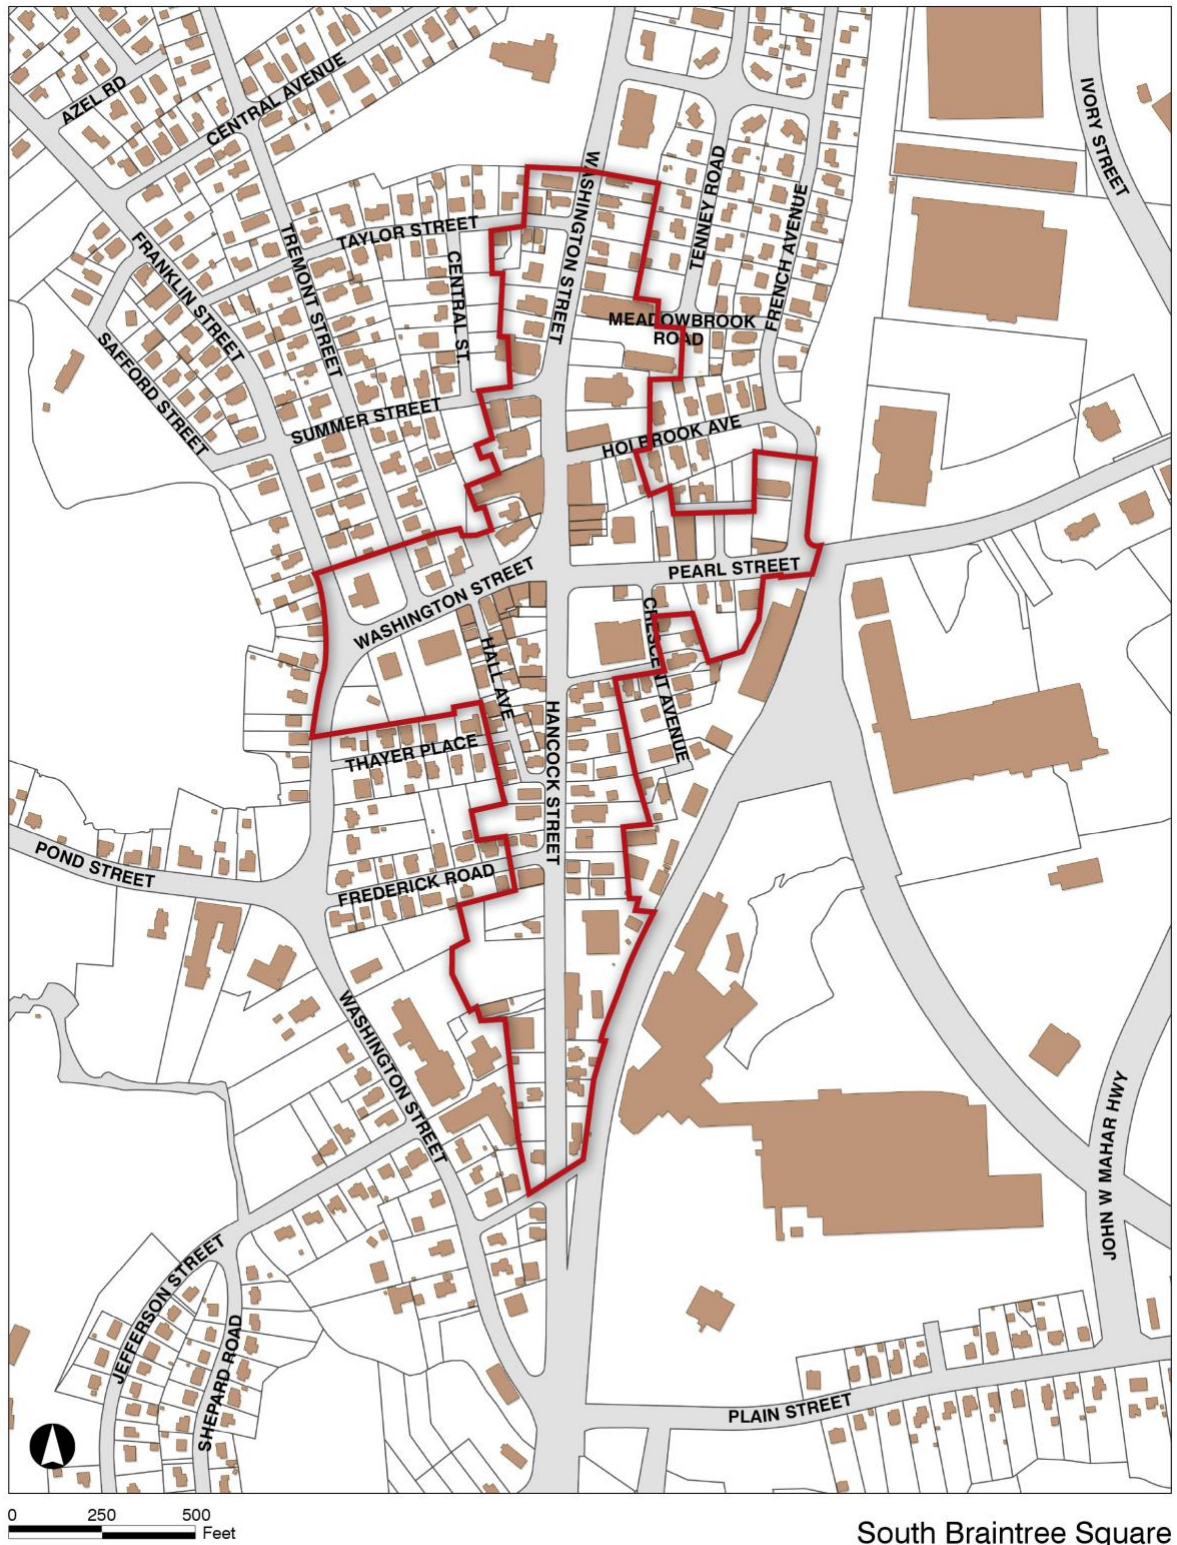 AZEL RD
CENTRAL AVENUE
IVORY STREET
WASHINGTON STREET
TENNEY ROAD
FRENCH AVENUE
TAYLOR STREET
TREMONT STREET
FRANKLIN STREET
CENTRAL ST.
MEADOWBROOK
ROAD
SAFFORD STREET
SUMMER STREET
HOLBROOK AVE
PEARL STREET
WASHINGTON STREET
CRESCENT AVENUE
HALL AVE
HANCOCK STREET
THAYER PLACE
POND STREET
FREDERICK ROAD
WASHINGTON STREET
JOHN W MAHAR HWY
JEFFERSON STREET
SHEPARD ROAD
PLAIN STREET
0 250 500
Feet
South Braintree Square